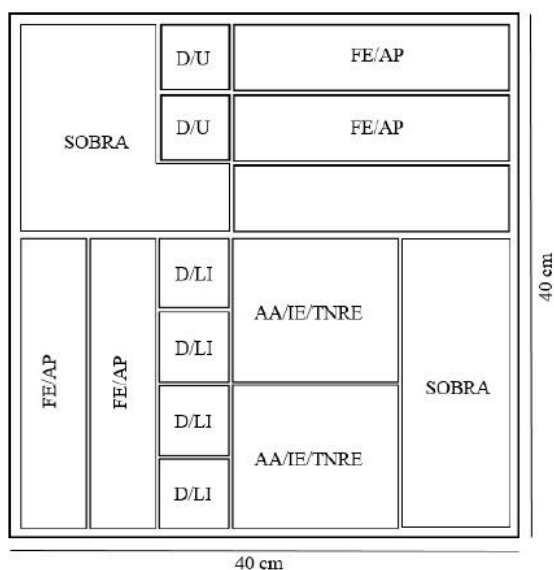 D/U
FE/AP
D/U
FE/AP
SOBRA
D/LI
AA/IE/TNRE
D/LI
FE/AP
FE/AP
SOBRA
D/LI
AA/IE/TNRE
D/LI
40 cm
40 cm